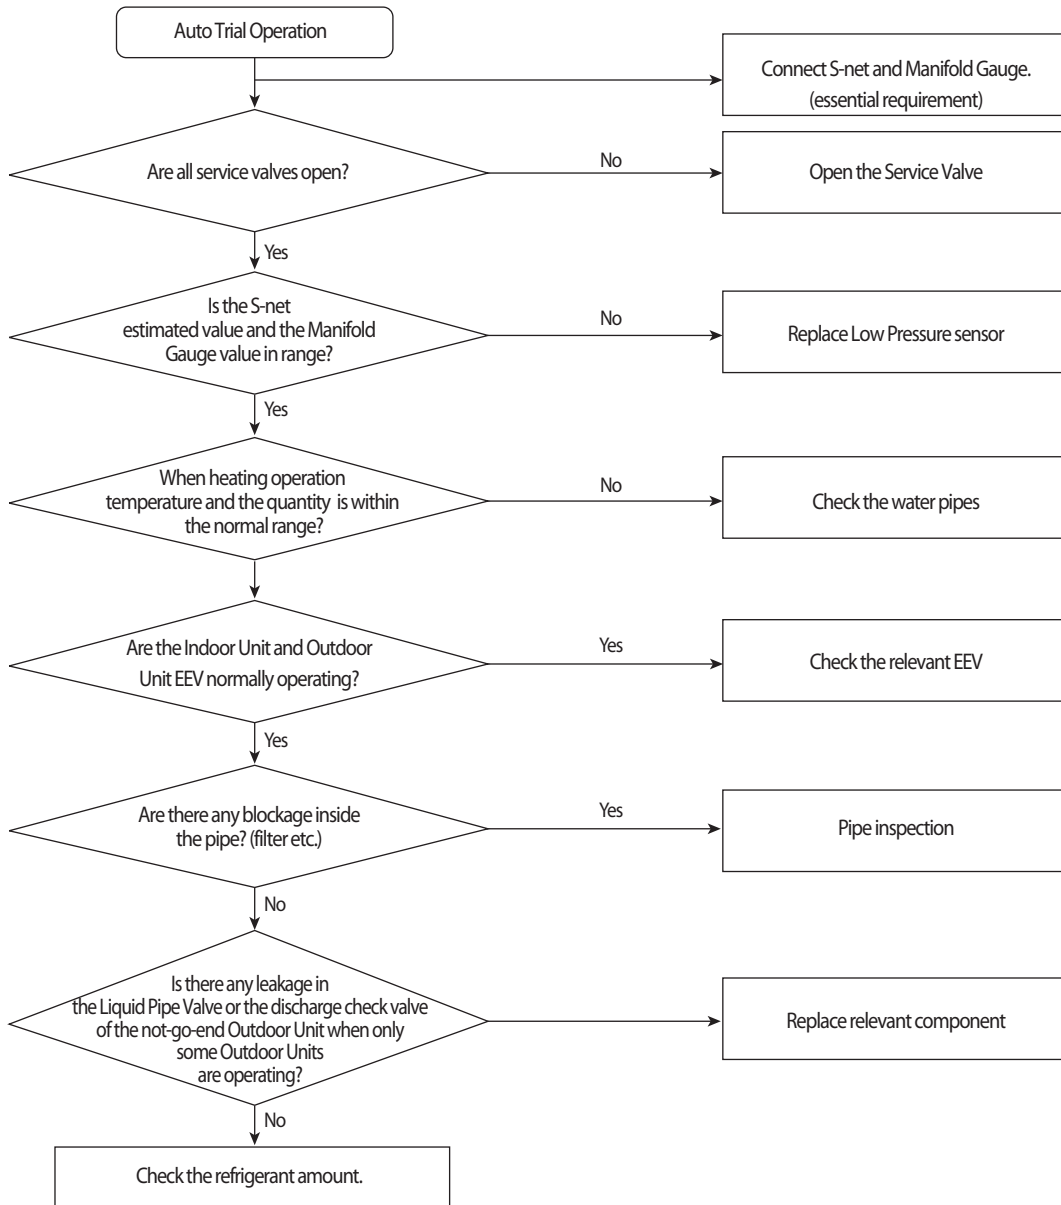 Auto Trial Operation
Connect S-net and Manifold Gauge.
(essential requirement)
Are all service valves open?
No
Open the Service Valve
Yes
Is the S-net
estimated value and the Manifold
Gauge value in range?
No
Replace Low Pressure sensor
Yes
When heating operation
temperature and the quantity is within
the normal range?
No
Check the water pipes
Are the Indoor Unit and Outdoor
Unit EEV normally operating?
Yes
Check the relevant EEV
Yes
Are there any blockage inside
the pipe? (filter etc.)
Yes
Pipe inspection
No
Is there any leakage in
the Liquid Pipe Valve or the discharge check valve
of the not-go-end Outdoor Unit when only
some Outdoor Units
are operating?
Replace relevant component
No
Check the refrigerant amount.